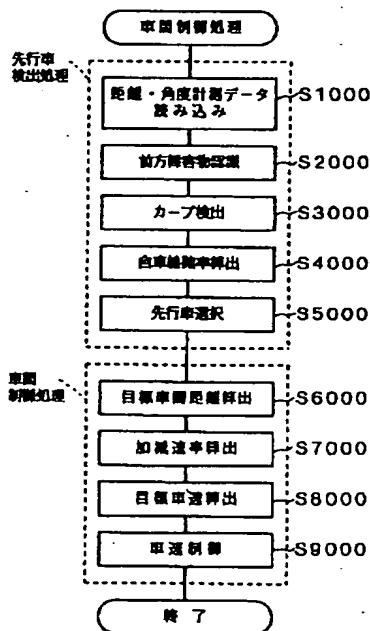 車間制御処理
先行車
検出処理
距離・角度計測データ
読み込み
S1000
前方障害物認識
S2000
カーブ検出
S3000
自車線確率算出
S4000
先行車選択
S5000
車間
制御処理
目標車間距離算出
S6000
加減速率算出
S7000
目標車速算出
S8000
車速制御
S9000
終了